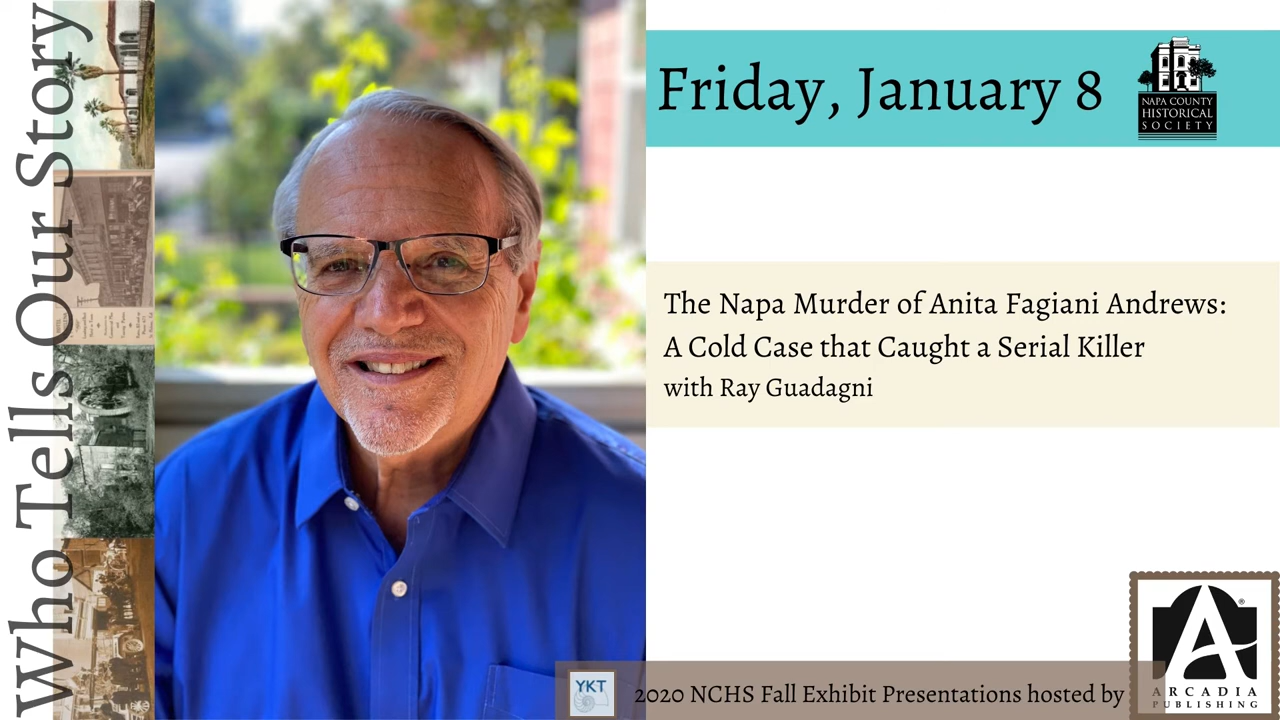 Who Tells Our Story
Friday, January 8
NAPA COUNTY
HISTORICAL
SOCIETY
The Napa Murder of Anita Fagiani Andrews:
A Cold Case that Caught a Serial Killer
with Ray Guadagni
YKT
2020 NCHS Fall Exhibit Presentations hosted by
A®
ARCADIA
PUBLISHING